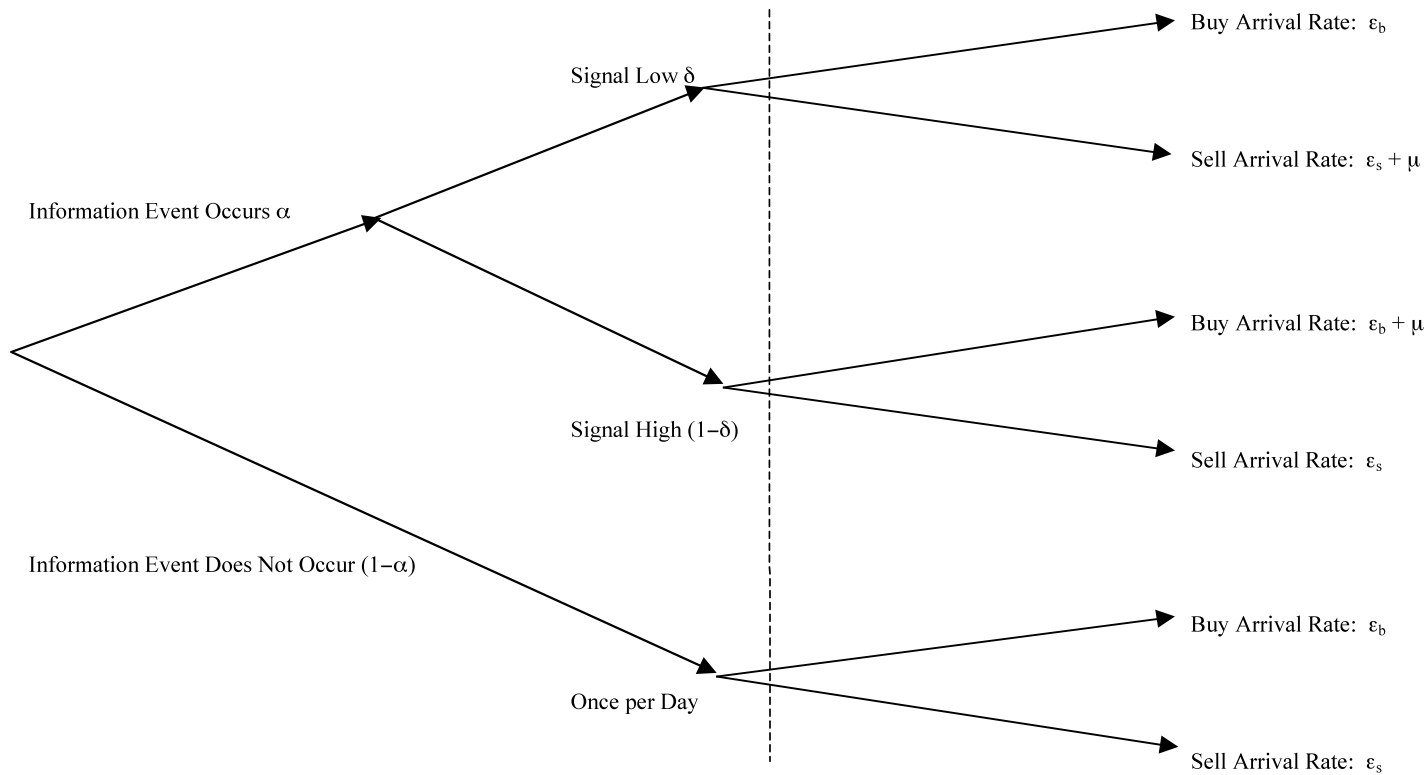 Buy Arrival Rate: εb
Signal Low δ
Sell Arrival Rate: εs + μ
Information Event Occurs α
Buy Arrival Rate: εb + μ
Signal High (1−δ)
Sell Arrival Rate: εs
Information Event Does Not Occur (1−α)
Buy Arrival Rate: εb
Once per Day
Sell Arrival Rate: εs